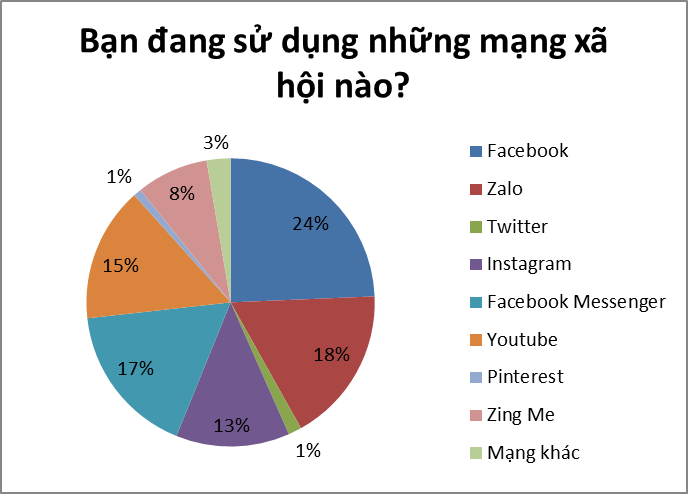 Bạn đang sử dụng những mạng xã
hội nào?
3%
1%
8%
24%
15%
18%
17%
13%
1%
Facebook
Zalo
Twitter
Instagram
Facebook Messenger
Youtube
Pinterest
Zing Me
Mạng khác